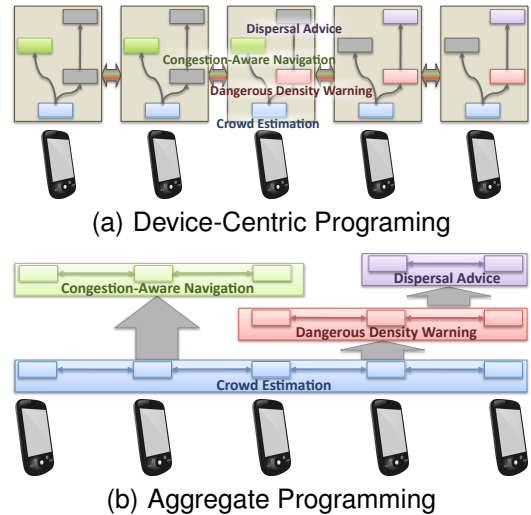 Dispersal Advice
Congestion-Aware Navigation
Dangerous Density Warning
Crowd Estimation
(a) Device-Centric Programing
Congestion-Aware Navigation
Dispersal Advice
Dangerous Density Warning
Crowd Estimation
(b) Aggregate Programming